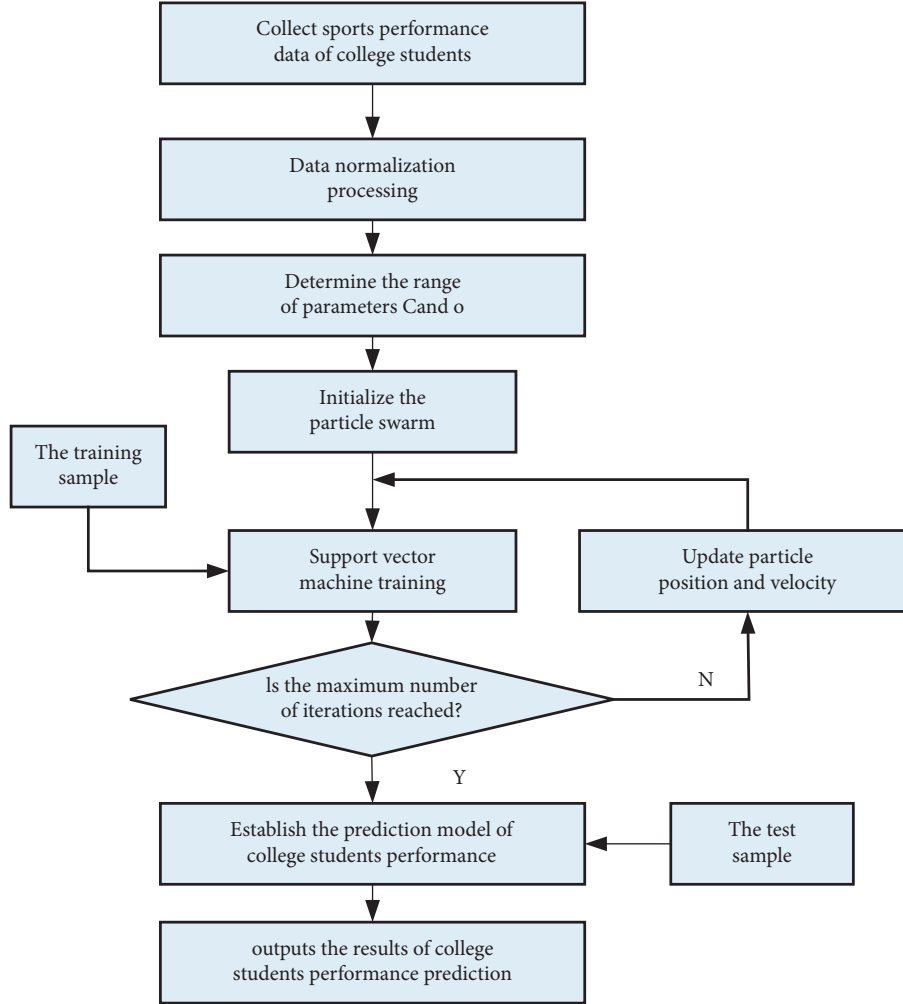 Collect sports performance
data of college students
Data normalization
processing
Determine the range
of parameters Cand o
Initialize the
particle swarm
The training
sample
Support vector
machine training
Update particle
position and velocity
Is the maximum number
of iterations reached?
N
Y
Establish the prediction model of
college students performance
The test
sample
outputs the results of college
students performance prediction